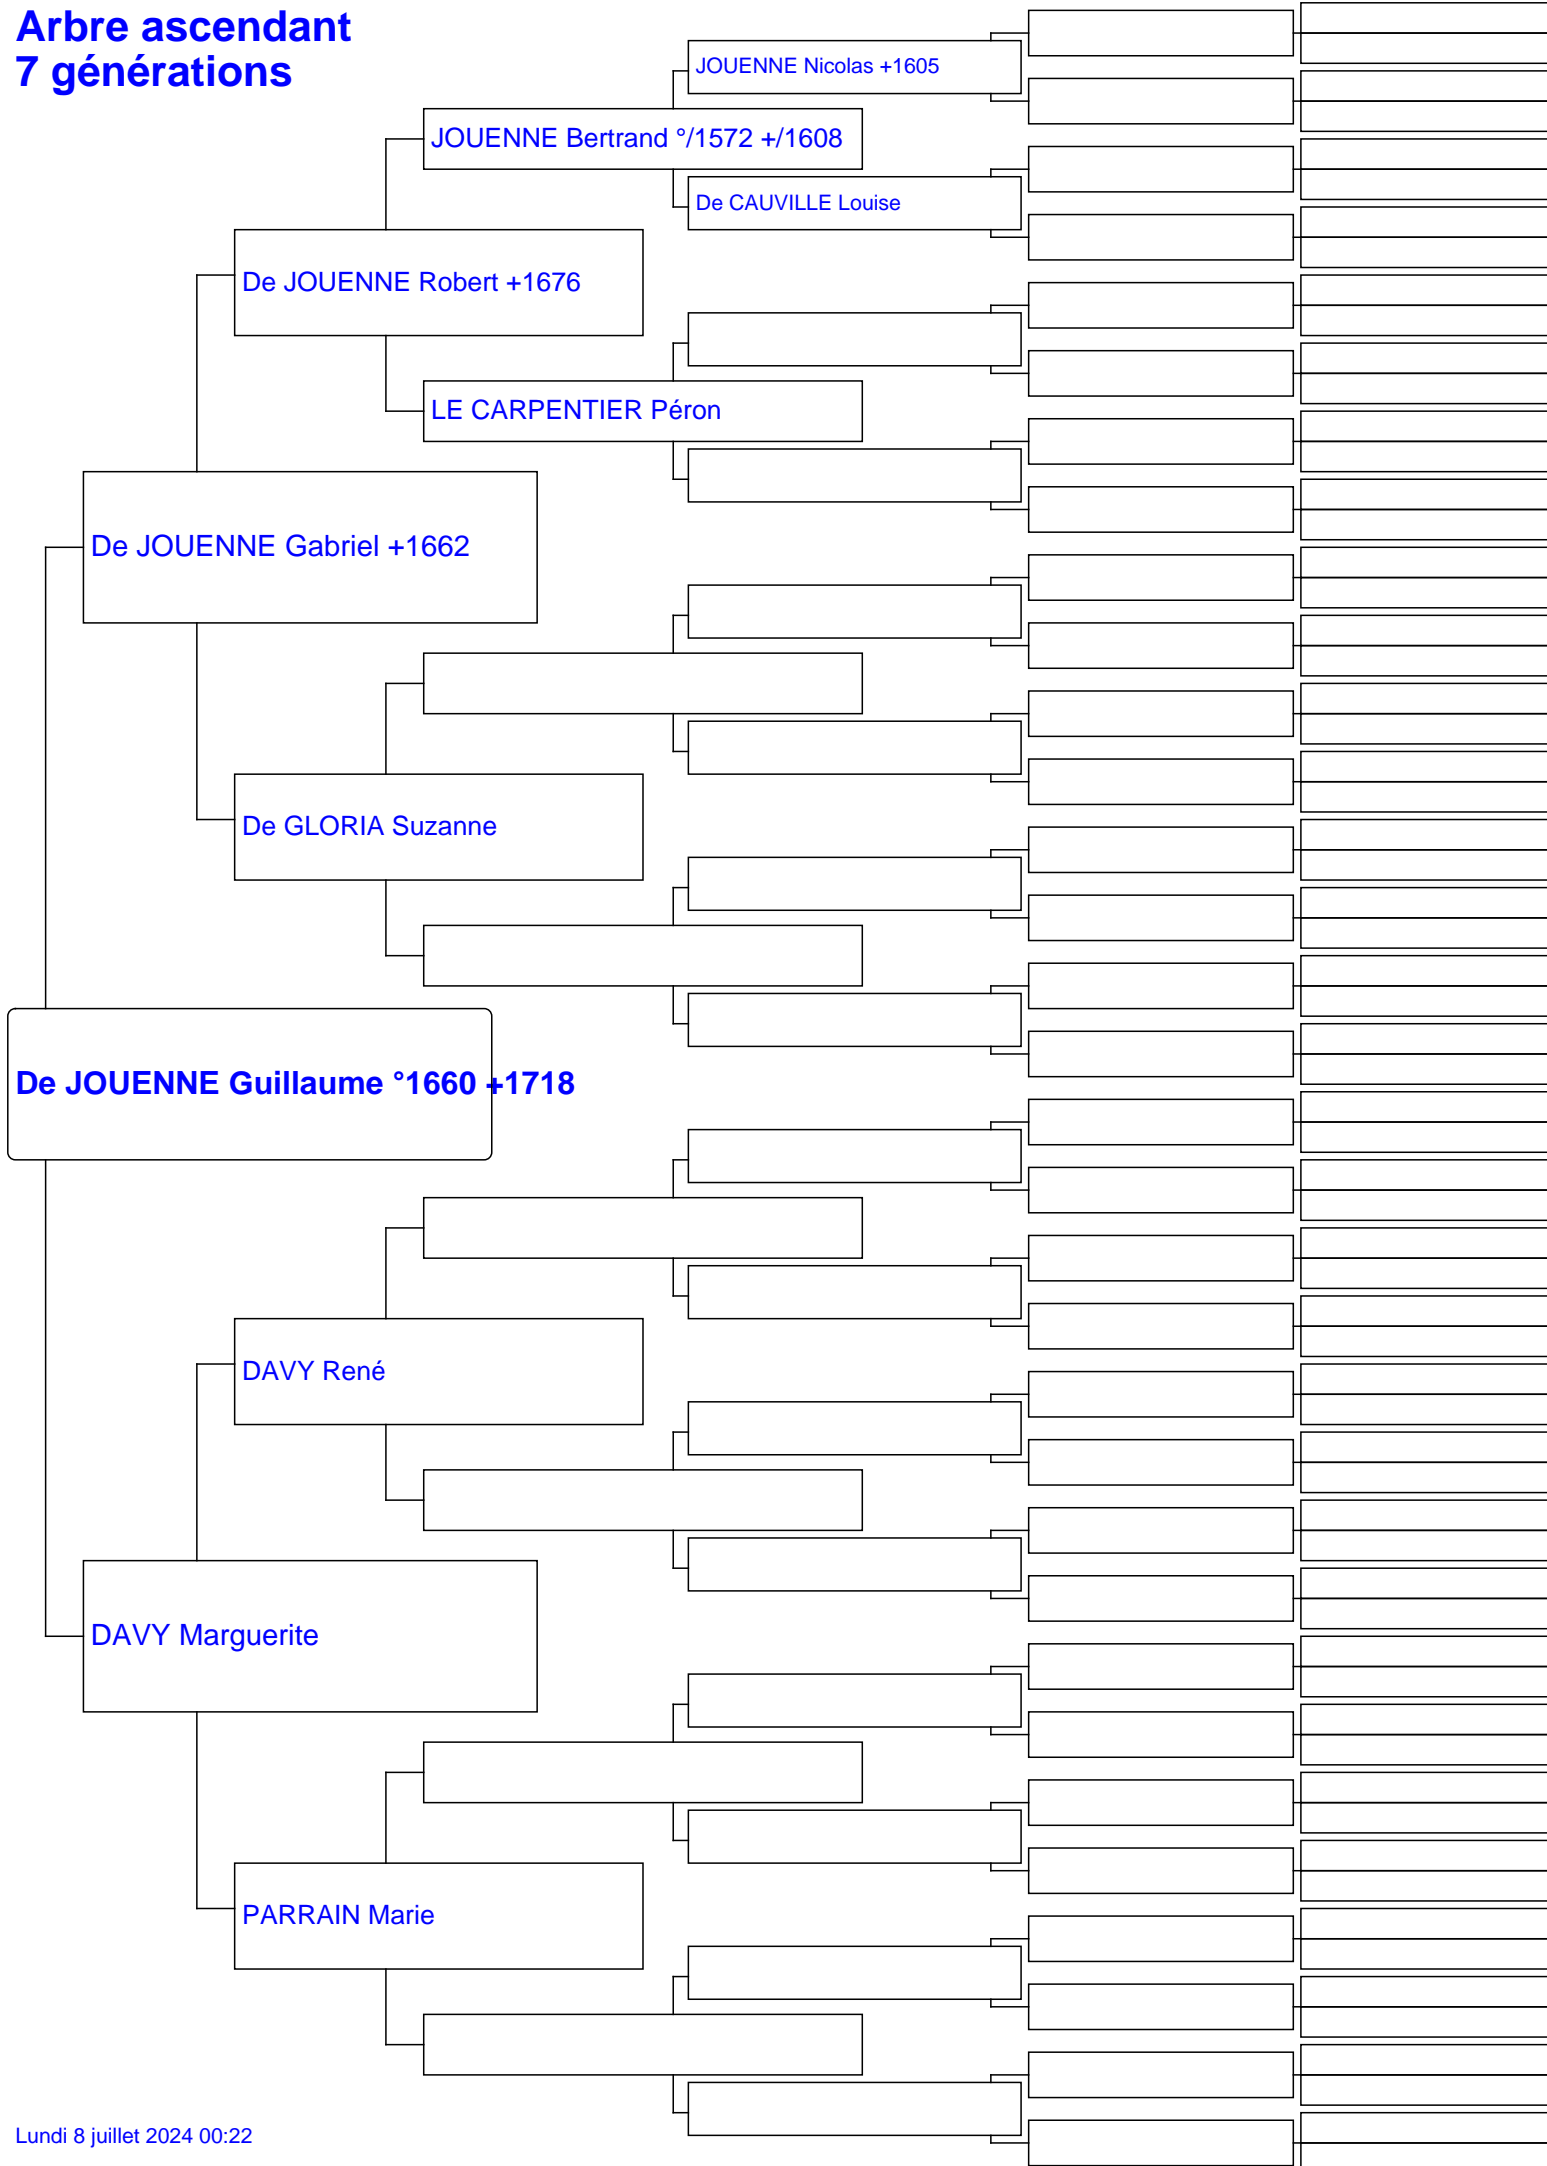 Arbre ascendant
7 générations
JOUENNE Nicolas +1605
JOUENNE Bertrand °/1572 +/1608
De CAUVILLE Louise
De JOUENNE Robert +1676
LE CARPENTIER Péron
De JOUENNE Gabriel +1662
De GLORIA Suzanne
De JOUENNE Guillaume °1660 +1718
DAVY René
DAVY Marguerite
PARRAIN Marie
Lundi 8 juillet 2024 00:22